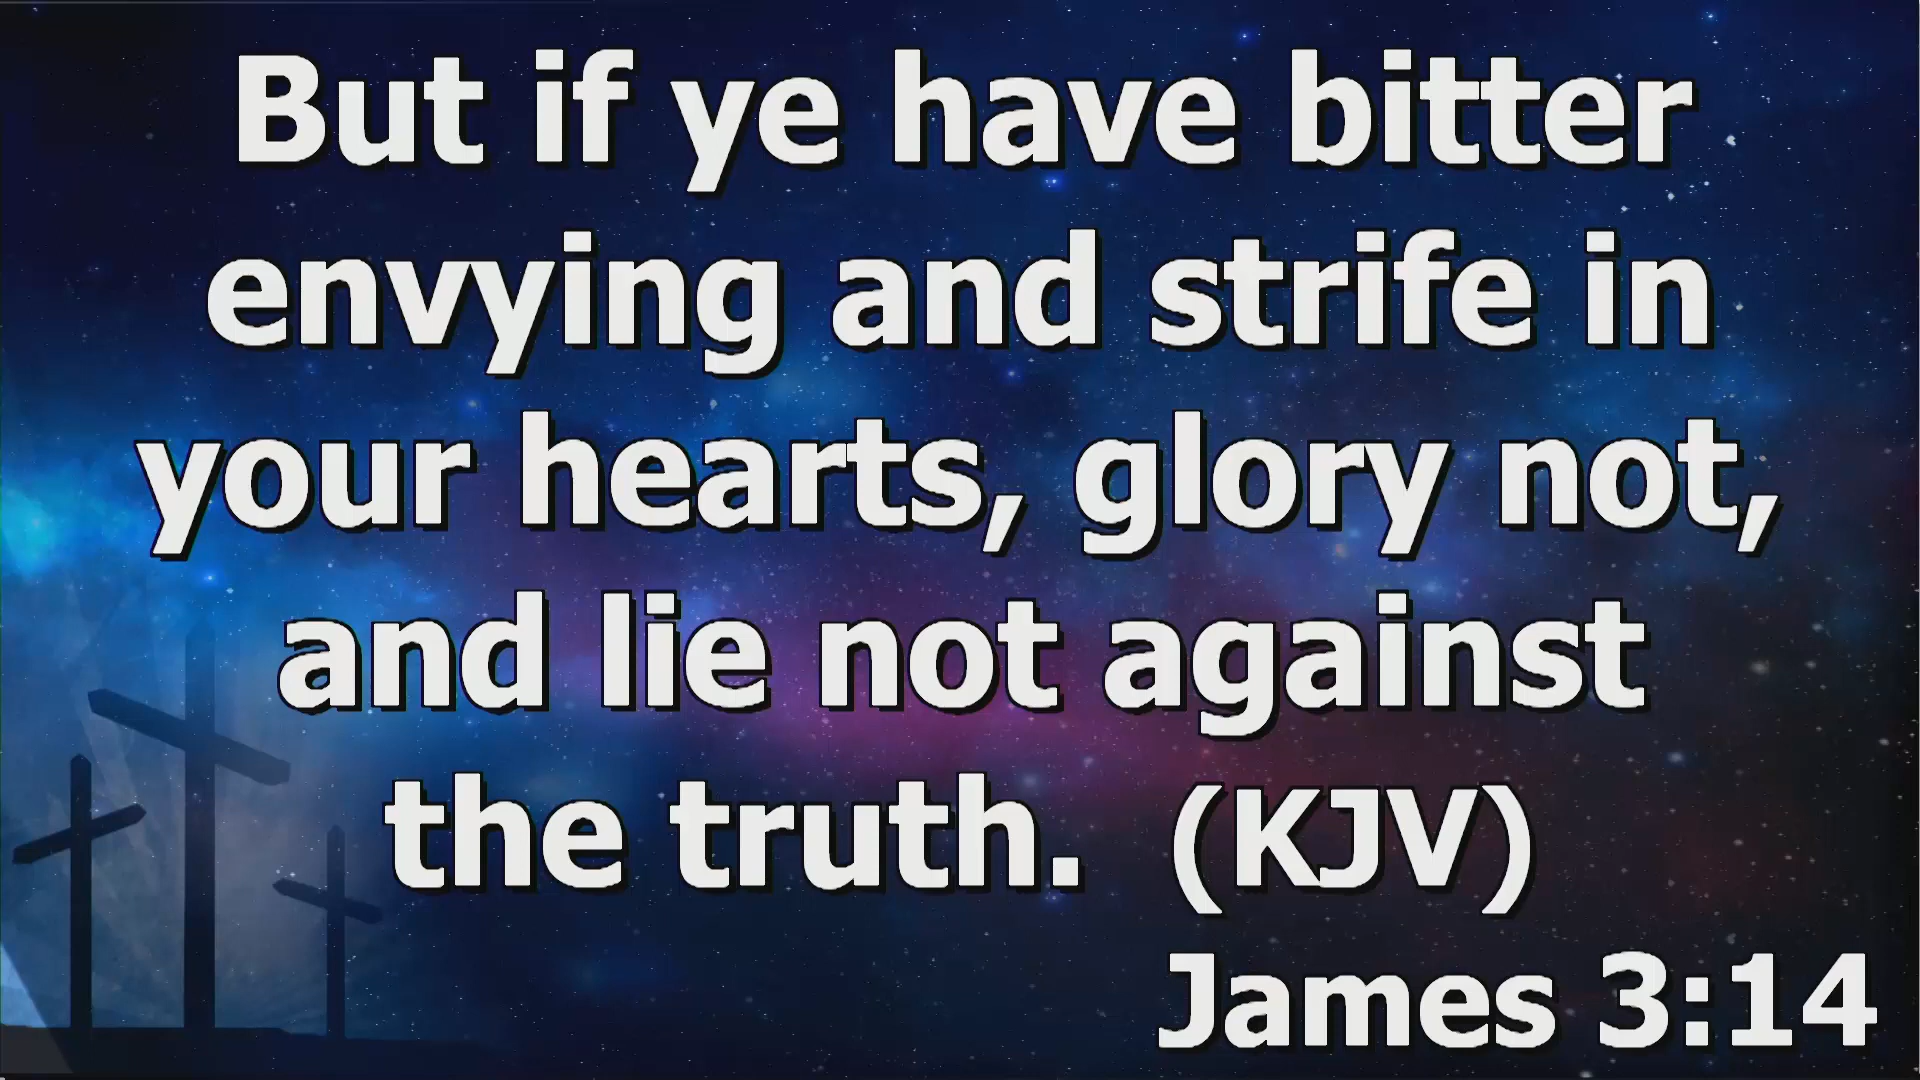 But if ye have bitter
envying and strife in
your hearts, glory not,
and lie not against
the truth.  (KJV)
James 3:14